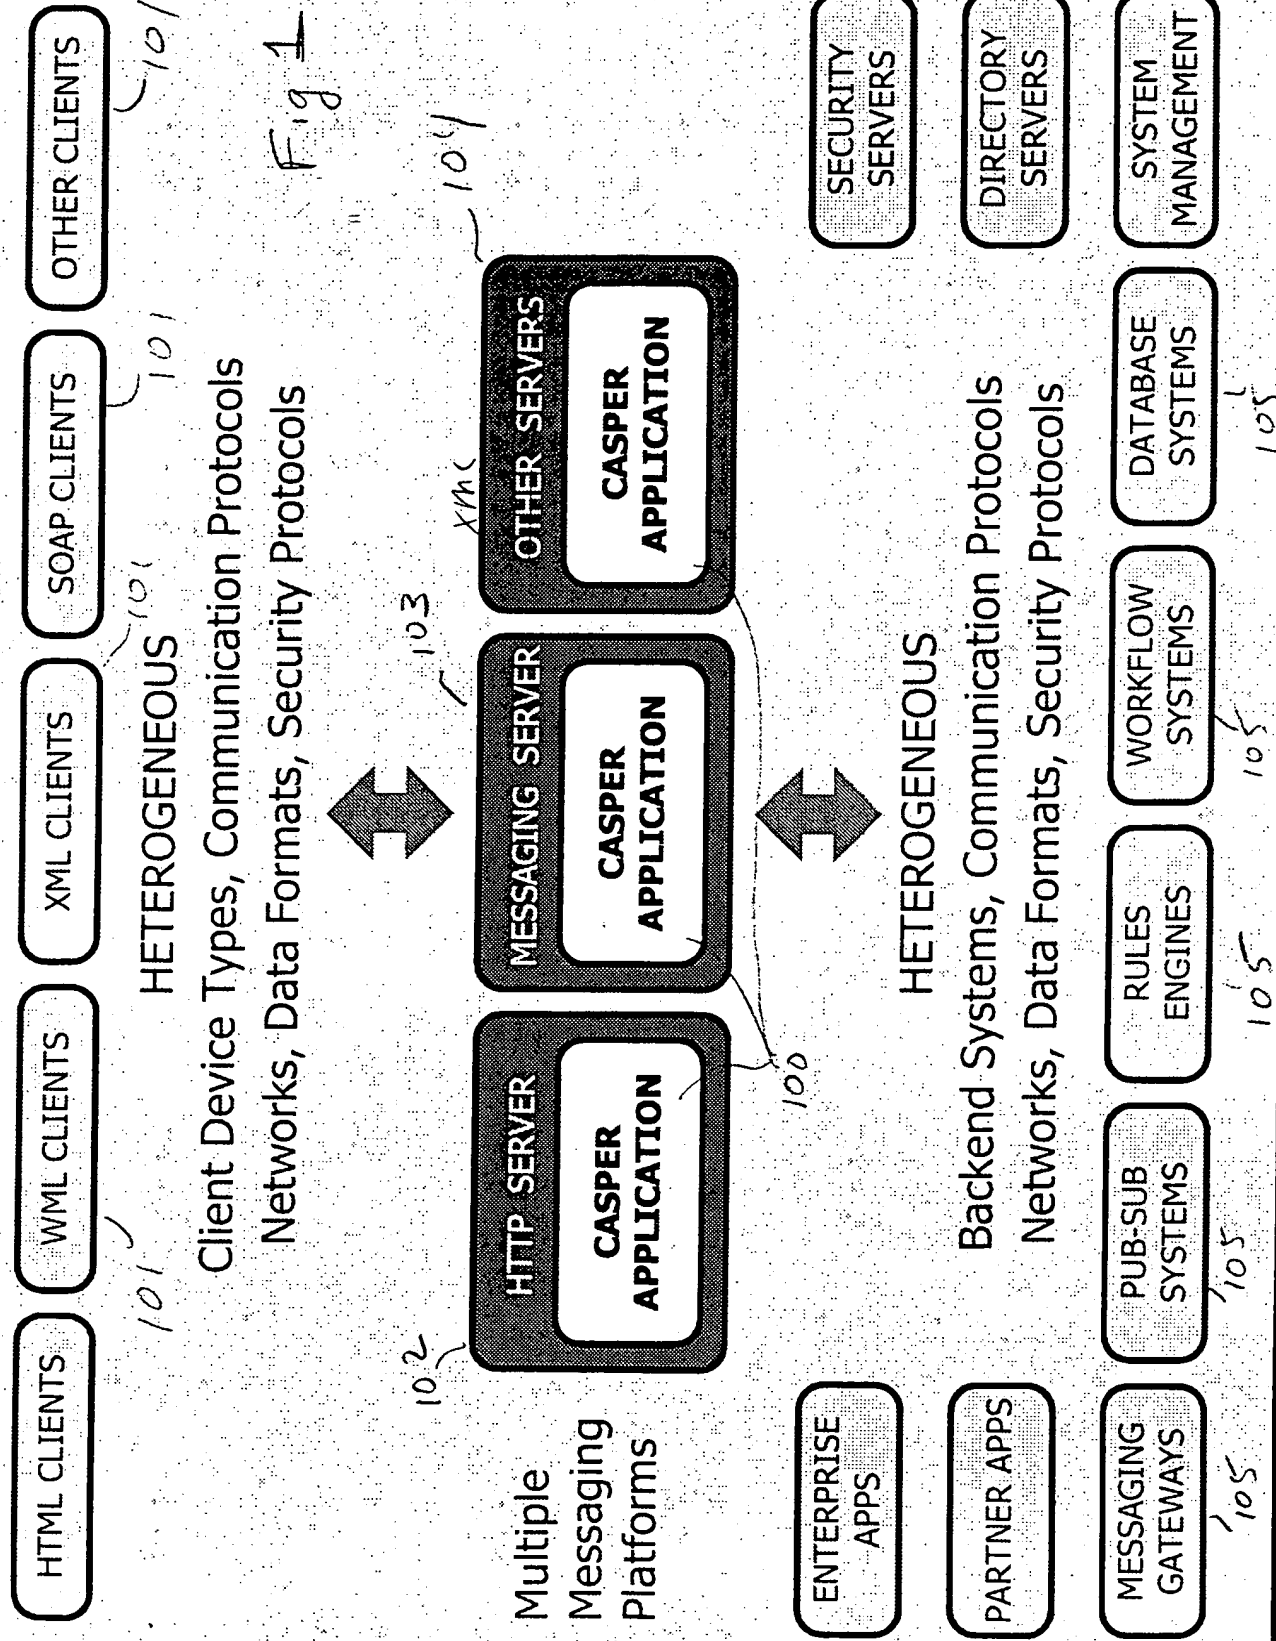 HTML CLIENTS
WML CLIENTS
XML CLIENTS
SOAP CLIENTS
OTHER CLIENTS
101
101
101
101
HETEROGENEOUS
Client Device Types, Communication Protocols
Networks, Data Formats, Security Protocols
Fig 1
102
103
104
Multiple
Messaging
Platforms
HTTP SERVER
CASPER
APPLICATION
MESSAGING SERVER
CASPER
APPLICATION
OTHER SERVERS
CASPER
APPLICATION
100
HETEROGENEOUS
Backend Systems, Communication Protocols
Networks, Data Formats, Security Protocols
ENTERPRISE
APPS
PARTNER APPS
SECURITY
SERVERS
DIRECTORY
SERVERS
MESSAGING
GATEWAYS
PUB-SUB
SYSTEMS
RULES
ENGINES
WORKFLOW
SYSTEMS
DATABASE
SYSTEMS
SYSTEM
MANAGEMENT
105
105
105
105
105